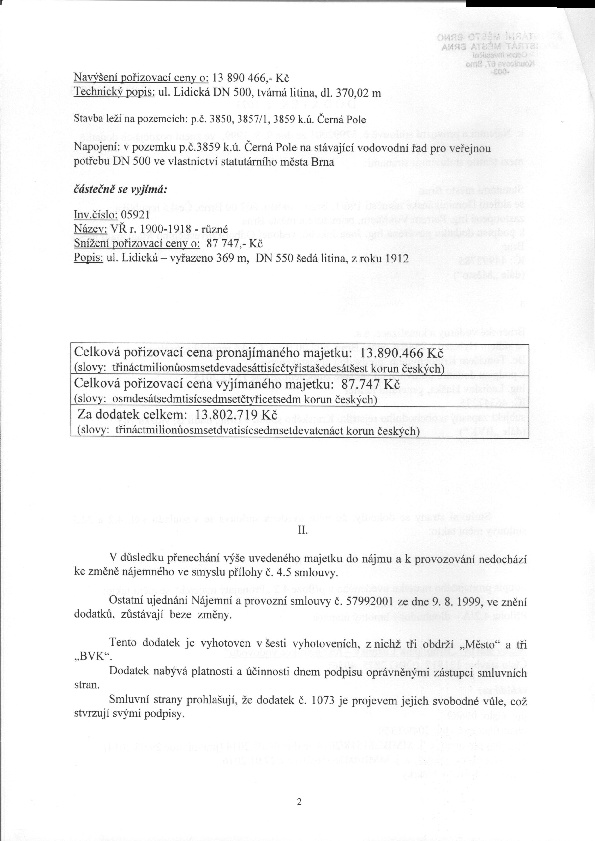 Navýšení pořizovací ceny o: 13 890 466,- Kč
Technický popis: ul. Lidická DN 500, tvárná litina, dl. 370,02 m
Stavba leží na pozemcích: p.č. 3850, 3857/1, 3859 k.ú. Černá Pole
Napojení: v pozemku p.č.3859 k.ú. Černá Pole na stávající vodovodní řad pro veřejnou
potřebu DN 500 ve vlastnictví statutárního města Brna
částečně se vyjímá:
Inv.číslo: 05921
Název: VŘ r. 1900-1918 - různé
Snížení pořizovací ceny o: 87 747,- Kč
Popis: ul. Lidická – vyřazeno 369 m, DN 550 šedá litina, z roku 1912
Celková pořizovací cena pronajímaného majetku: 13.890.466 Kč
(slovy: třináctmilionůosmsetdevadesáttisícčtyřistašedesátšest korun českých)
Celková pořizovací cena vyjímaného majetku: 87.747 Kč
(slovy: osmdesátsedmtisícsedmsetčtyřicetsedm korun českých)
Za dodatek celkem: 13.802.719 Kč
(slovy: třináctmilionůosmsetdvatisícsedmsetdevatenáct korun českých)
II.
V důsledku přenechání výše uvedeného majetku do nájmu a k provozování nedochází
ke změně nájemného ve smyslu přílohy č. 4.5 smlouvy.
Ostatní ujednání Nájemní a provozní smlouvy č. 57992001 ze dne 9. 8. 1999, ve znění
dodatků, zůstávají beze změny.
Tento dodatek je vyhotoven v šesti vyhotoveních, z nichž tři obdrží „Město“ a tři
„BVK“.
Dodatek nabývá platnosti a účinnosti dnem podpisu oprávněnými zástupci smluvních
stran.
Smluvní strany prohlašují, že dodatek č. 1073 je projevem jejich svobodné vůle, což
stvrzují svými podpisy.
2